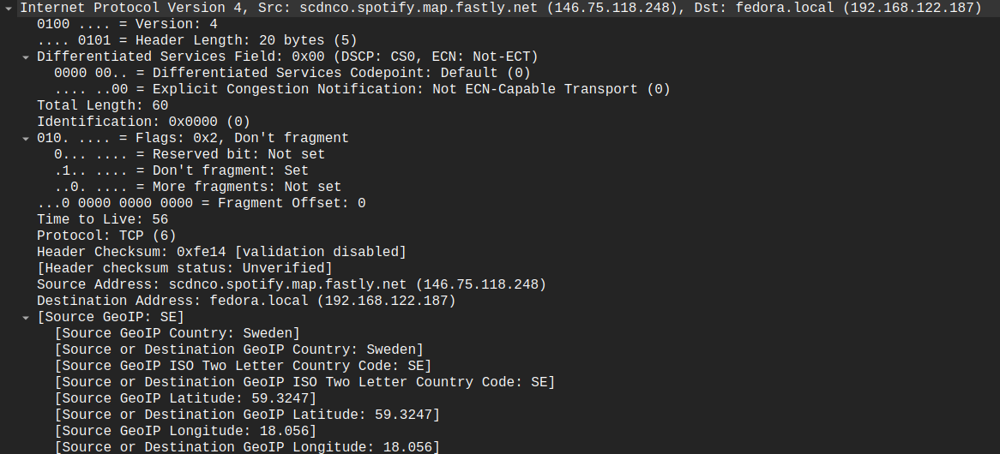 Internet Protocol Version 4, Src: scdnco.spotify.map.fastly.net (146.75.118.248), Dst: fedora.local (192.168.122.187)
0100 .... = Version: 4
.... 0101 = Header Length: 20 bytes (5)
Differentiated Services Field: 0x00 (DSCP: CS0, ECN: Not-ECT)
0000 00.. = Differentiated Services Codepoint: Default (0)
.... ..00 = Explicit Congestion Notification: Not ECN-Capable Transport (0)
Total Length: 60
Identification: 0x0000 (0)
010. .... = Flags: 0x2, Don't fragment
0... .... = Reserved bit: Not set
.1.. .... = Don't fragment: Set
..0. .... = More fragments: Not set
...0 0000 0000 0000 = Fragment Offset: 0
Time to Live: 56
Protocol: TCP (6)
Header Checksum: 0xfe14 [validation disabled]
[Header checksum status: Unverified]
Source Address: scdnco.spotify.map.fastly.net (146.75.118.248)
Destination Address: fedora.local (192.168.122.187)
[Source GeoIP: SE]
[Source GeoIP Country: Sweden]
[Source or Destination GeoIP Country: Sweden]
[Source GeoIP ISO Two Letter Country Code: SE]
[Source or Destination GeoIP ISO Two Letter Country Code: SE]
[Source GeoIP Latitude: 59.3247]
[Source or Destination GeoIP Latitude: 59.3247]
[Source GeoIP Longitude: 18.056]
[Source or Destination GeoIP Longitude: 18.056]